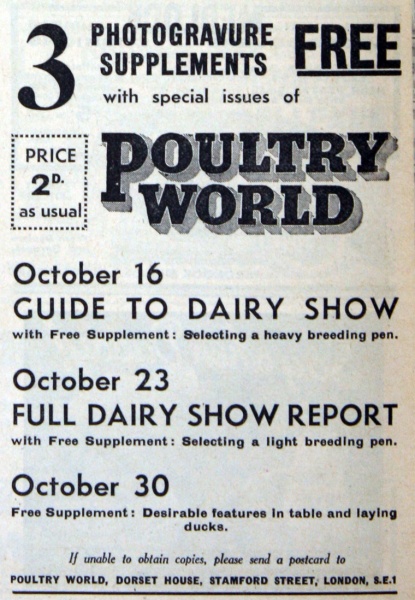 3 PHOTOGRAVURE SUPPLEMENTS FREE
with special issues of
PRICE
2D.
as usual
POULTRY
WORLD
October 16
GUIDE TO DAIRY SHOW
with Free Supplement: Selecting a heavy breeding pen.
October 23
FULL DAIRY SHOW REPORT
with Free Supplement: Selecting a light breeding pen.
October 30
Free Supplement: Desirable features in table and laying
ducks.
If unable to obtain copies, please send a postcard to
POULTRY WORLD, DORSET HOUSE, STAMFORD STREET, LONDON, S.E.1